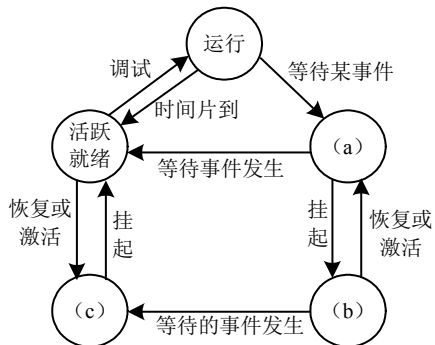 运行
调试
等待某事件
时间片到
活跃
就绪
（a）
等待事件发生
恢复或
激活
挂
起
挂
起
恢复或
激活
（c）
（b）
等待的事件发生